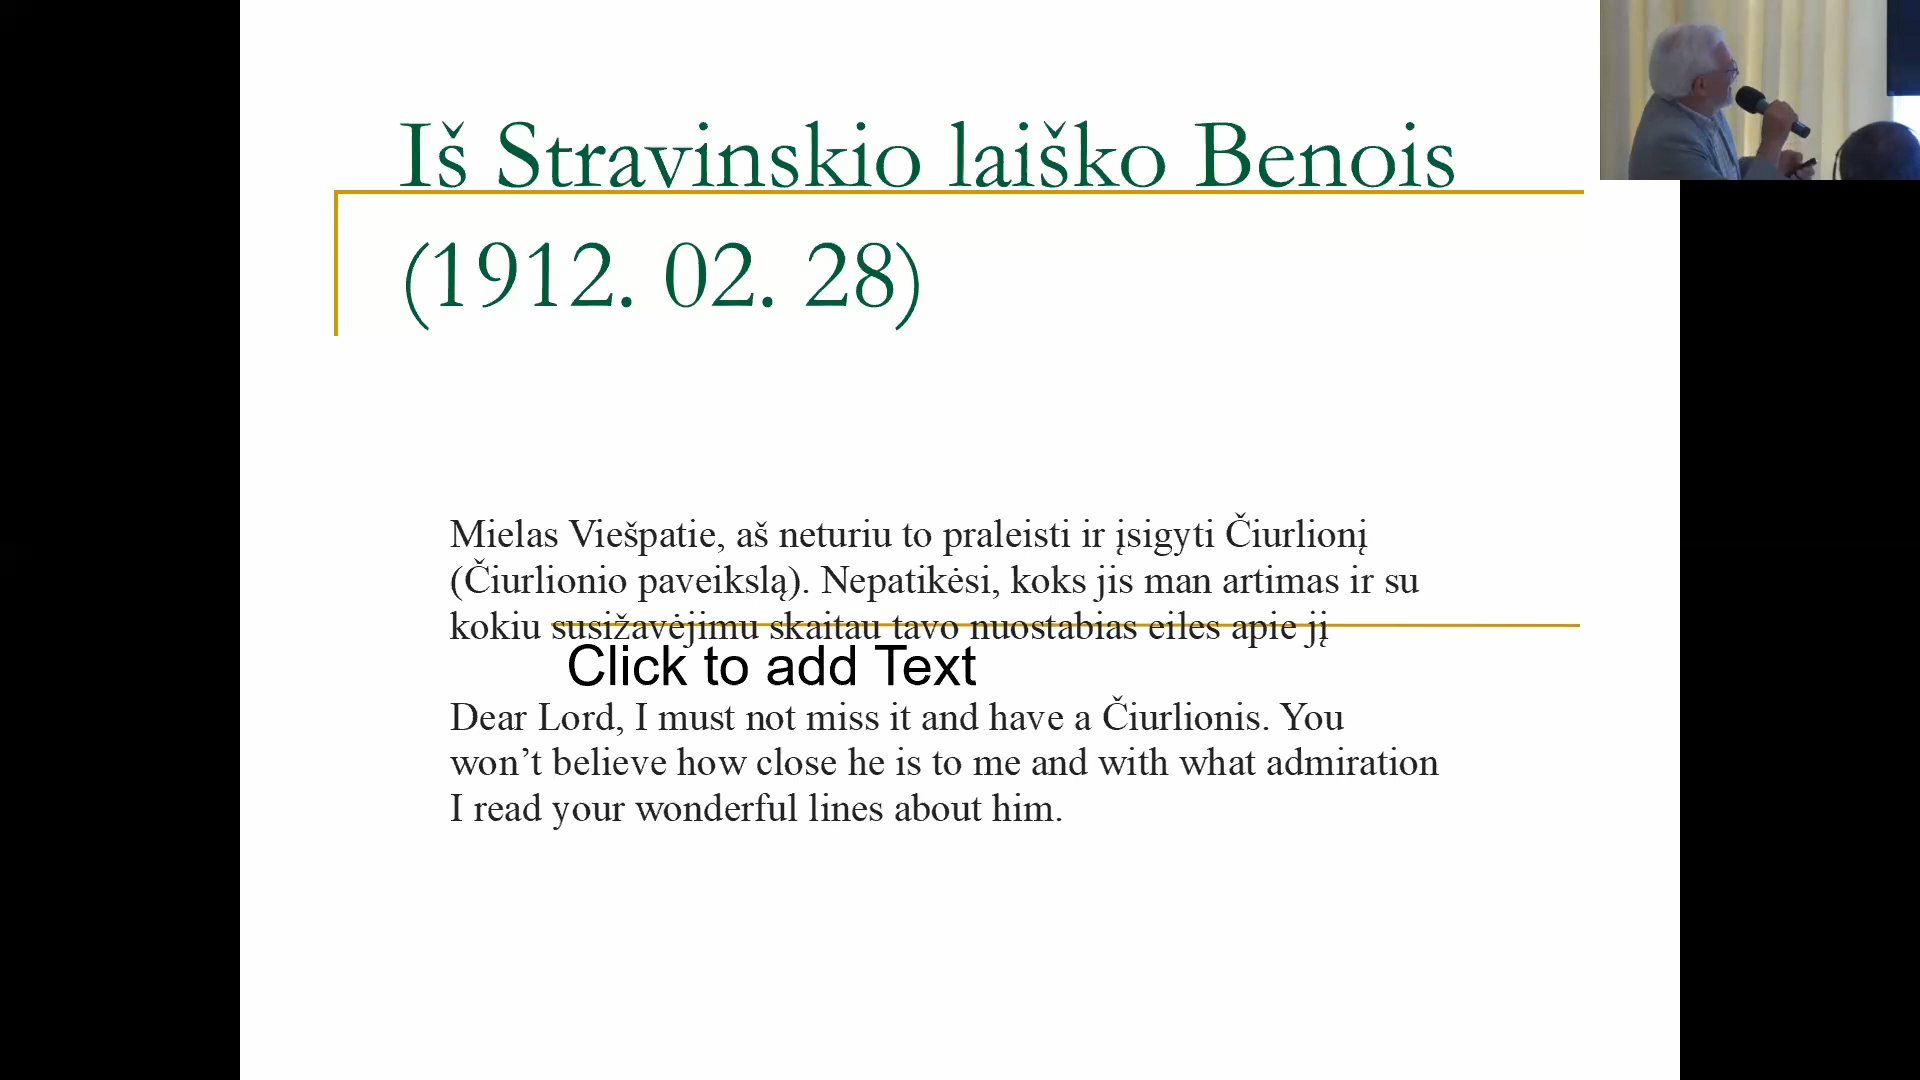 Iš Stravinskio laiško Benois
(1912. 02. 28)
Mielas Viešpatie, aš neturiu to praleisti ir įsigyti Čiurlionį
(Čiurlionio paveikslą). Nepatikėsi, koks jis man artimas ir su
kokiu susižavėjimu skaitau tavo nuostabias eiles apie jį
Click to add Text
Dear Lord, I must not miss it and have a Čiurlionis. You
won’t believe how close he is to me and with what admiration
I read your wonderful lines about him.